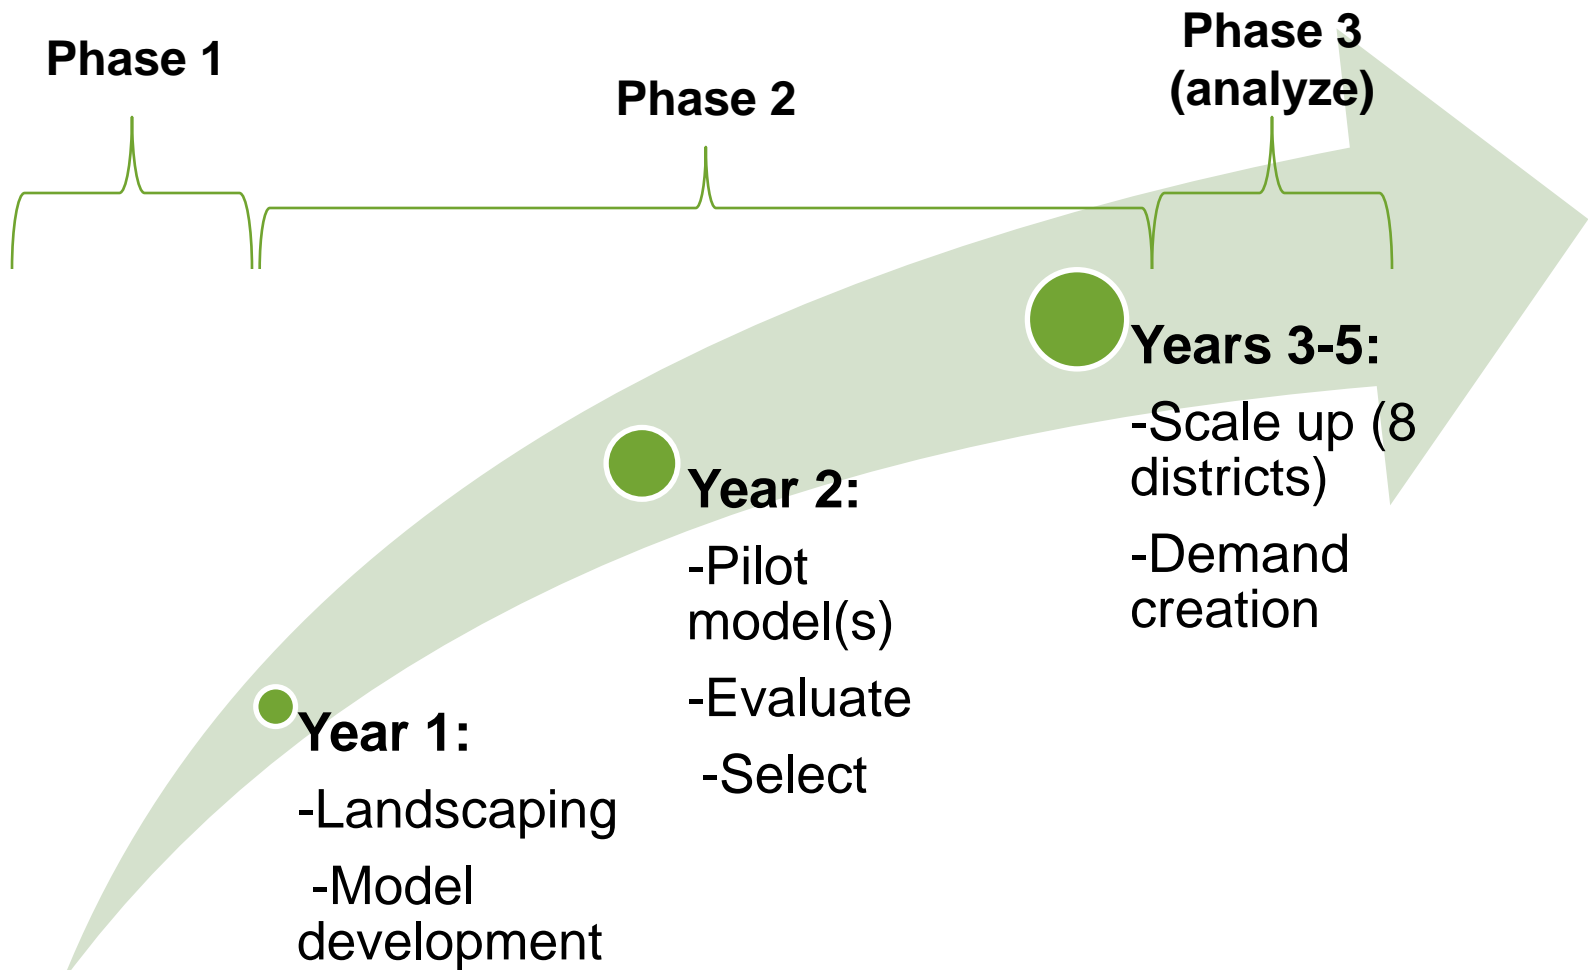 Phase 1
Phase 2
Phase 3
(analyze)
Years 3-5:
-Scale up (8
districts)
-Demand
creation
Year 2:
-Pilot
model(s)
-Evaluate
-Select
Year 1:
-Landscaping
-Model
development